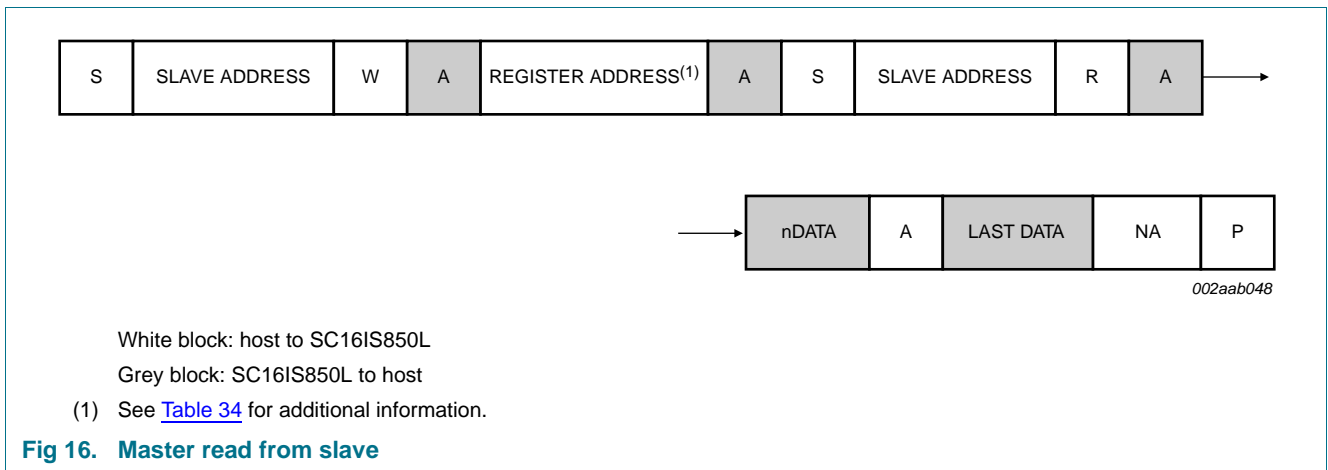 S SLAVE ADDRESS W A REGISTER ADDRESS(1) A S SLAVE ADDRESS R A
nDATA A LAST DATA NA P
002aab048
White block: host to SC16IS850L
Grey block: SC16IS850L to host
(1) See Table 34 for additional information.
Fig 16. Master read from slave